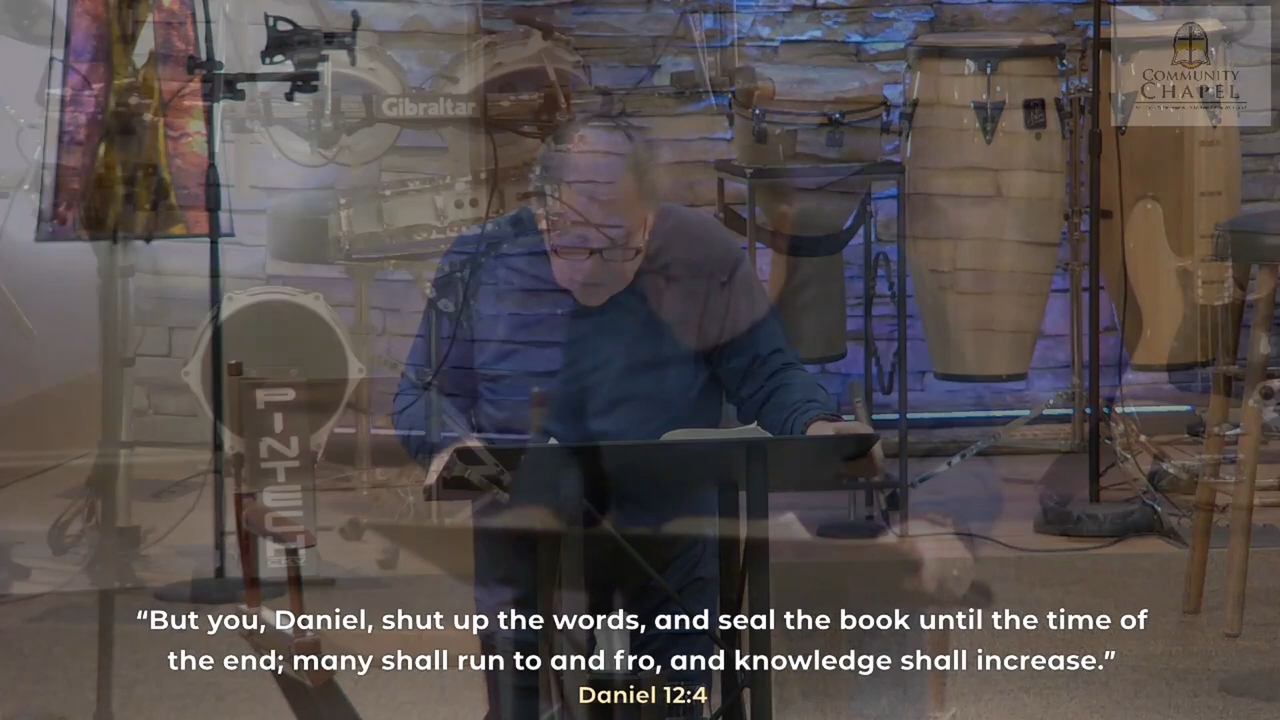 Gibraltar
COMMUNITY
CHAPEL
PINTECH
“But you, Daniel, shut up the words, and seal the book until the time of
the end; many shall run to and fro, and knowledge shall increase.”
Daniel 12:4